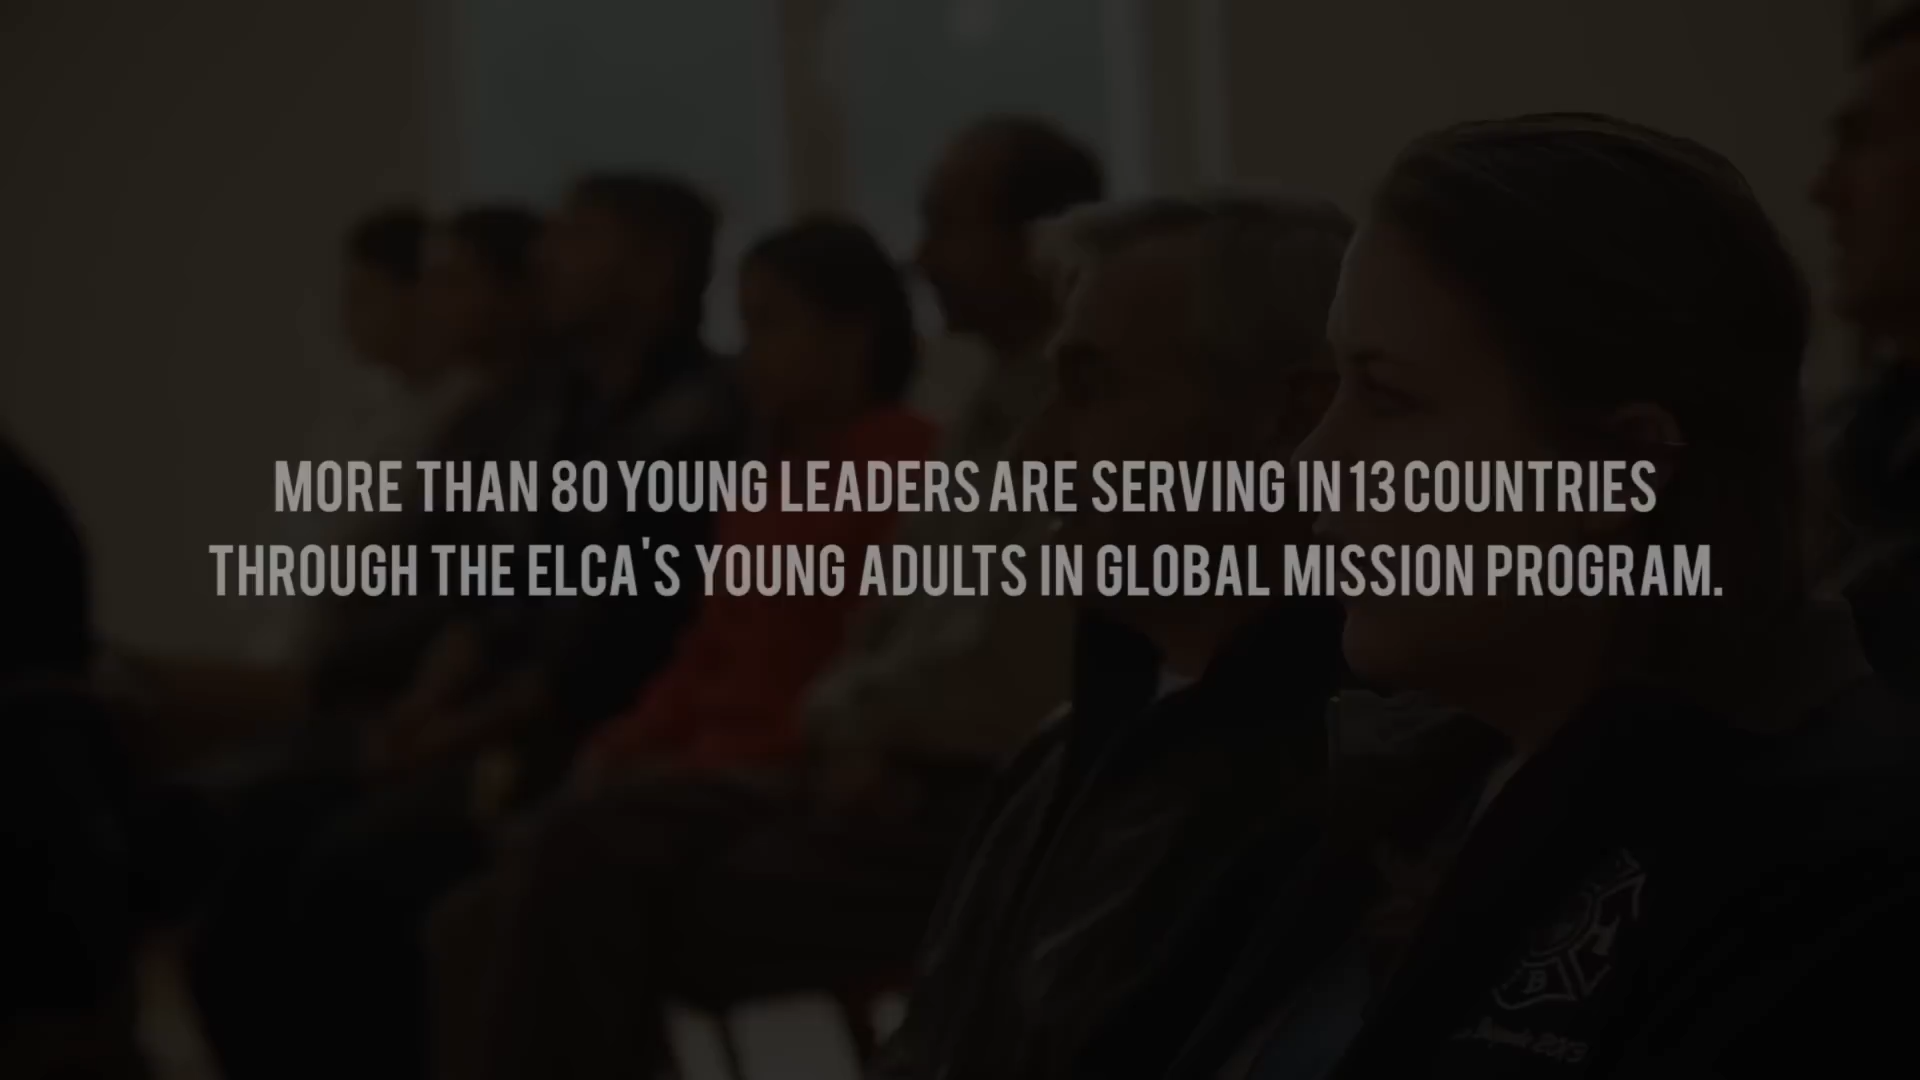 MORE THAN 80 YOUNG LEADERS ARE SERVING IN 13 COUNTRIES
THROUGH THE ELCA'S YOUNG ADULTS IN GLOBAL MISSION PROGRAM.